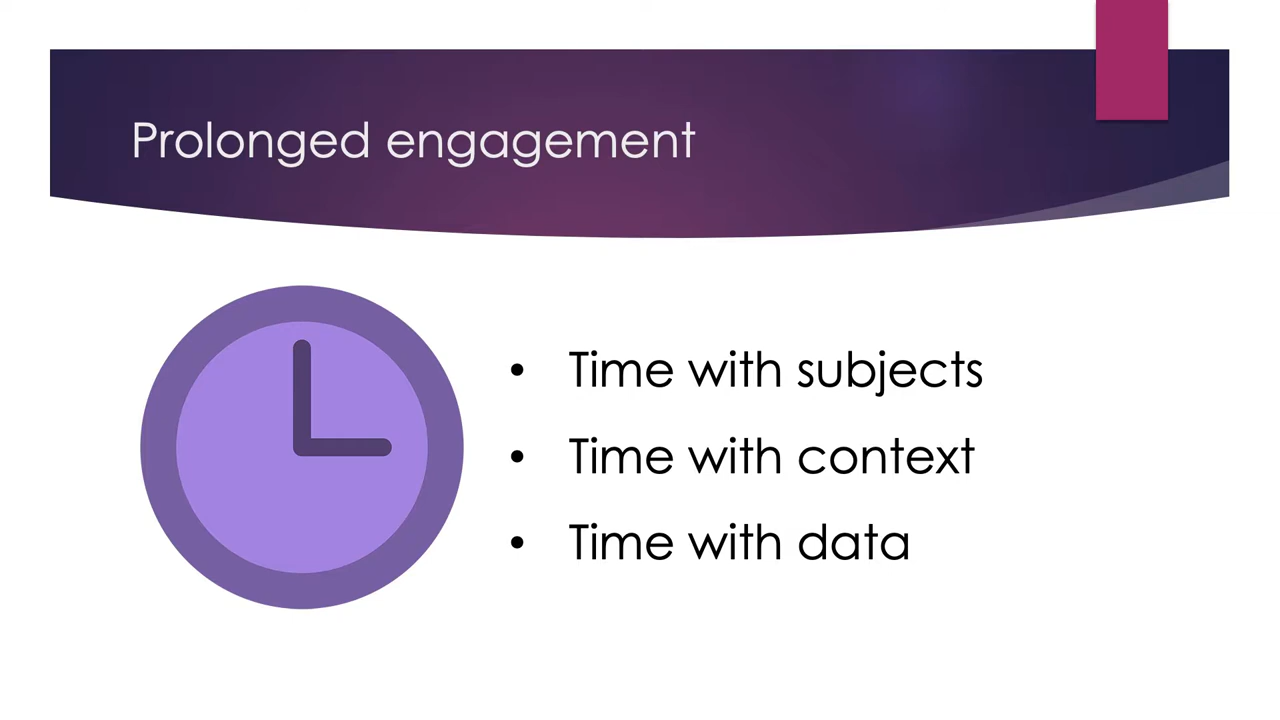 Prolonged engagement
• Time with subjects
• Time with context
• Time with data